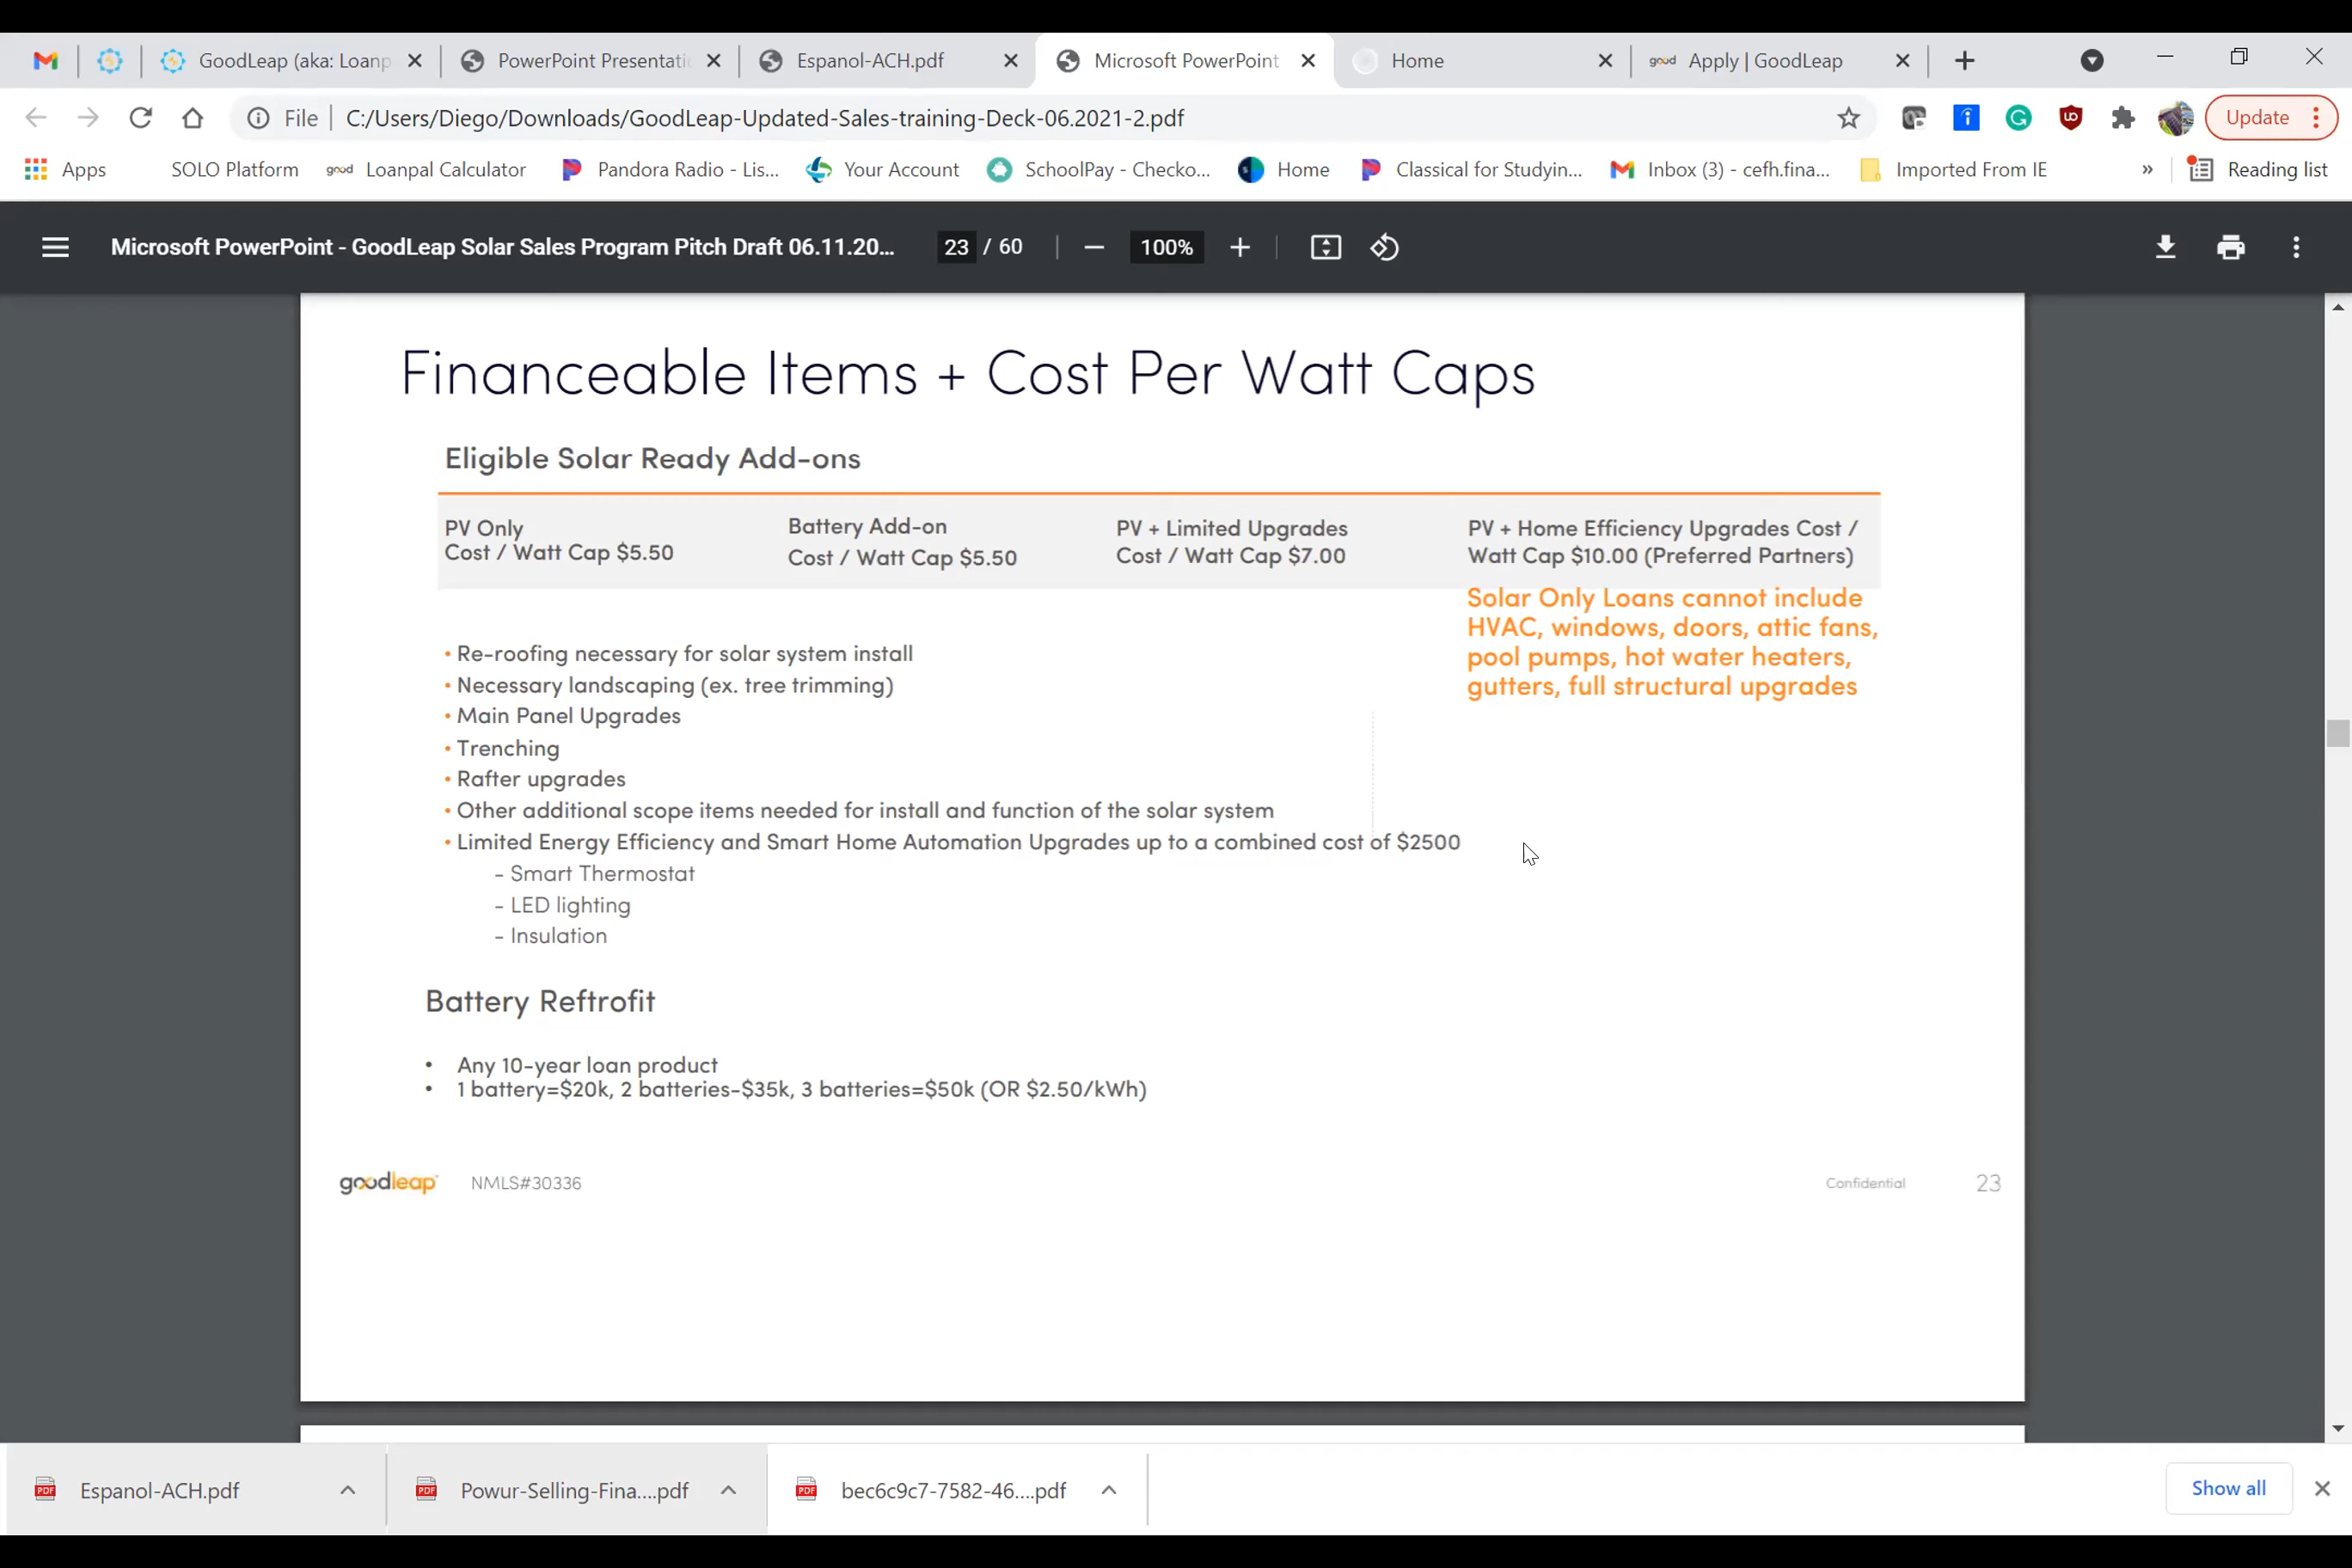 GoodLeap (aka: Loanp
PowerPoint Presentati
Espanol-ACH.pdf
Microsoft PowerPoint
Home
good
Apply | GoodLeap
File
C:/Users/Diego/Downloads/GoodLeap-Updated-Sales-training-Deck-06.2021-2.pdf
Update
Apps
SOLO Platform
good
Loanpal Calculator
Pandora Radio - Lis...
Your Account
SchoolPay - Checko...
Home
Classical for Studyin...
Inbox (3) - cefh.fina...
Imported From IE
»
Reading list
Microsoft PowerPoint - GoodLeap Solar Sales Program Pitch Draft 06.11.20...
23 / 60
100%
Financeable Items + Cost Per Watt Caps
Eligible Solar Ready Add-ons
PV Only
Cost / Watt Cap $5.50
Battery Add-on
Cost / Watt Cap $5.50
PV + Limited Upgrades
Cost / Watt Cap $7.00
PV + Home Efficiency Upgrades Cost /
Watt Cap $10.00 (Preferred Partners)
Solar Only Loans cannot include
HVAC, windows, doors, attic fans,
pool pumps, hot water heaters,
gutters, full structural upgrades
• Re-roofing necessary for solar system install
• Necessary landscaping (ex. tree trimming)
• Main Panel Upgrades
• Trenching
• Rafter upgrades
• Other additional scope items needed for install and function of the solar system
• Limited Energy Efficiency and Smart Home Automation Upgrades up to a combined cost of $2500
- Smart Thermostat
- LED lighting
- Insulation
Battery Reftrofit
• Any 10-year loan product
• 1 battery=$20k, 2 batteries-$35k, 3 batteries=$50k (OR $2.50/kWh)
goodleap
NMLS#30336
Confidential
23
PDF
Espanol-ACH.pdf
PDF
Powur-Selling-Fina....pdf
PDF
bec6c9c7-7582-46....pdf
Show all